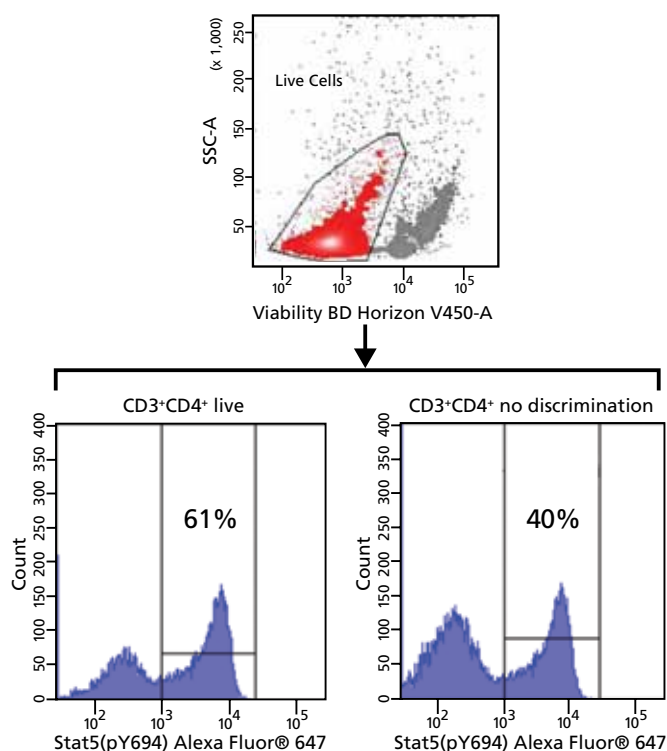 (x 1,000)
SSC-A
250
200
150
100
50
Live Cells
10² 10³ 10⁴ 10⁵
Viability BD Horizon V450-A
CD3⁺CD4⁺ live
Count
400
350
300
250
200
150
100
50
0
61%
10² 10³ 10⁴ 10⁵
Stat5(pY694) Alexa Fluor® 647
CD3⁺CD4⁺ no discrimination
Count
400
350
300
250
200
150
100
50
0
40%
10² 10³ 10⁴ 10⁵
Stat5(pY694) Alexa Fluor® 647